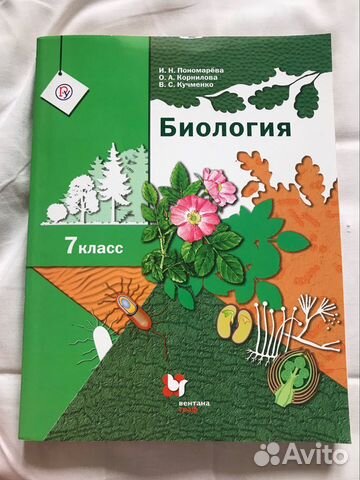 И. Н. Пономарёва
О. А. Корнилова
В. С. Кучменко
Биология
7 класс
вентана
граф
Avito